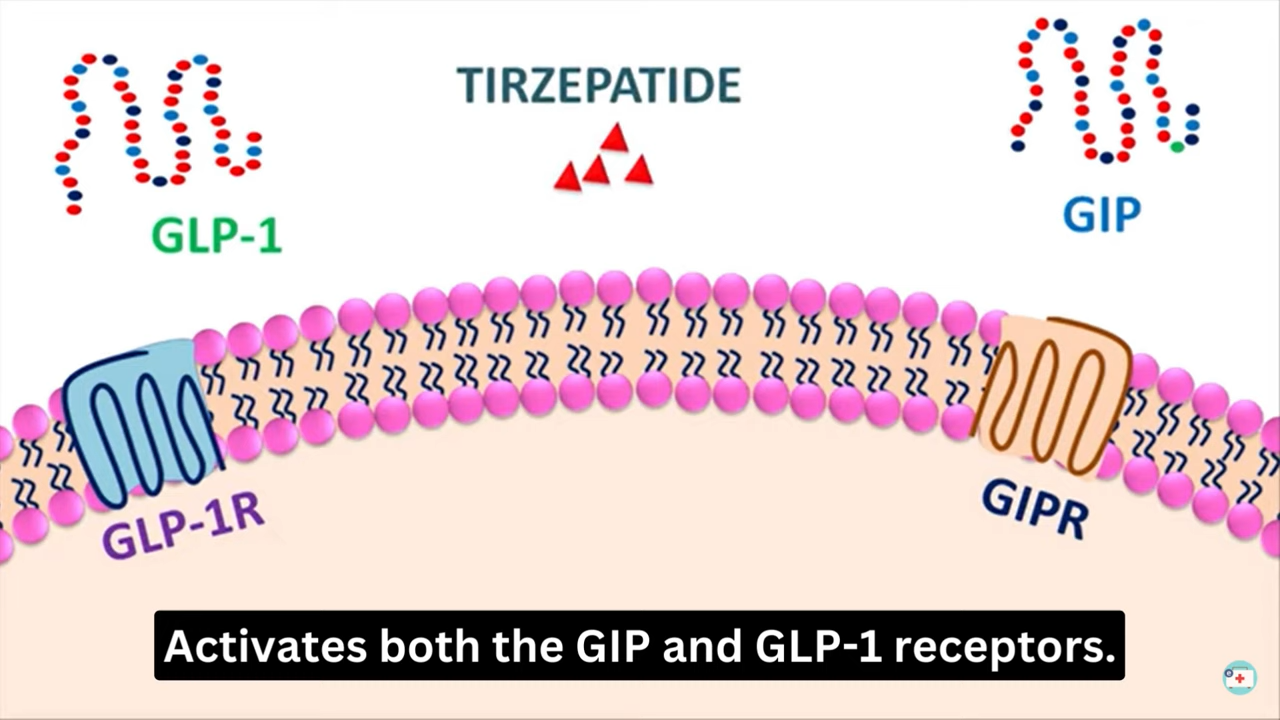 TIRZEPATIDE
GLP-1
GIP
GLP-1R
GIPR
Activates both the GIP and GLP-1 receptors.